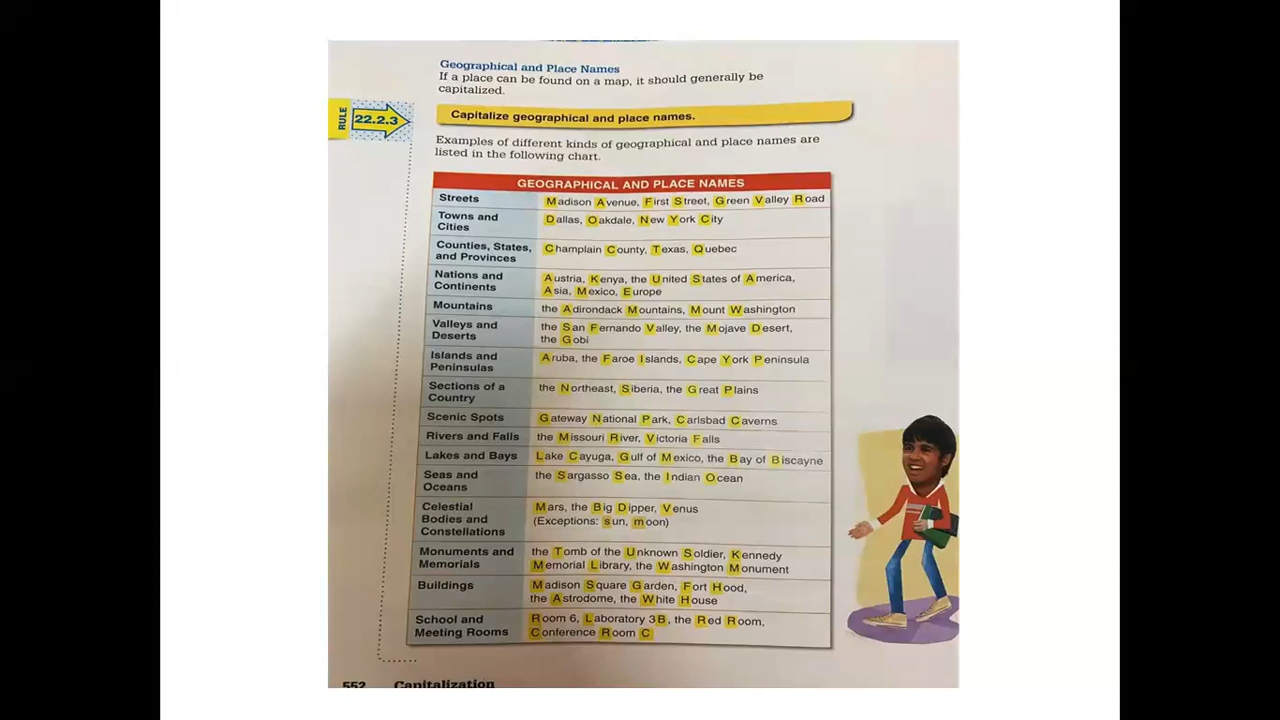 Geographical and Place Names
If a place can be found on a map, it should generally be
capitalized.
RULE
22.2.3
Capitalize geographical and place names.
Examples of different kinds of geographical and place names are
listed in the following chart.
GEOGRAPHICAL AND PLACE NAMES
Streets
Madison Avenue, First Street, Green Valley Road
Towns and
Cities
Dallas, Oakdale, New York City
Counties, States,
and Provinces
Champlain County, Texas, Quebec
Nations and
Continents
Austria, Kenya, the United States of America,
Asia, Mexico, Europe
Mountains
the Adirondack Mountains, Mount Washington
Valleys and
Deserts
the San Fernando Valley, the Mojave Desert,
the Gobi
Islands and
Peninsulas
Aruba, the Faroe Islands, Cape York Peninsula
Sections of a
Country
the Northeast, Siberia, the Great Plains
Scenic Spots
Gateway National Park, Carlsbad Caverns
Rivers and Falls
the Missouri River, Victoria Falls
Lakes and Bays
Lake Cayuga, Gulf of Mexico, the Bay of Biscayne
Seas and
Oceans
the Sargasso Sea, the Indian Ocean
Celestial
Bodies and
Constellations
Mars, the Big Dipper, Venus
(Exceptions: sun, moon)
Monuments and
Memorials
the Tomb of the Unknown Soldier, Kennedy
Memorial Library, the Washington Monument
Buildings
Madison Square Garden, Fort Hood,
the Astrodome, the White House
School and
Meeting Rooms
Room 6, Laboratory 3B, the Red Room,
Conference Room C
552 Capitalization